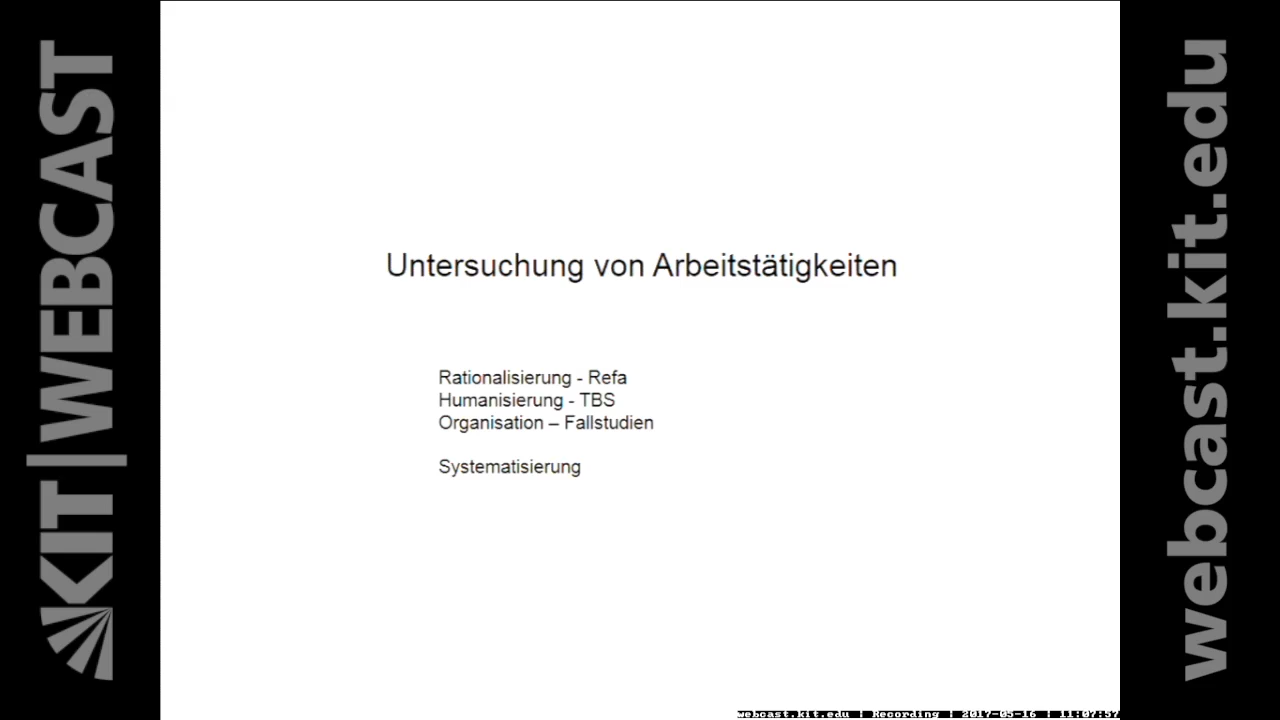 KIT|WEBCAST
Untersuchung von Arbeitstätigkeiten
Rationalisierung - Refa
Humanisierung - TBS
Organisation – Fallstudien
Systematisierung
webcast.kit.edu
webcast.kit.edu | Recording | 2017-05-16 | 11:07:57